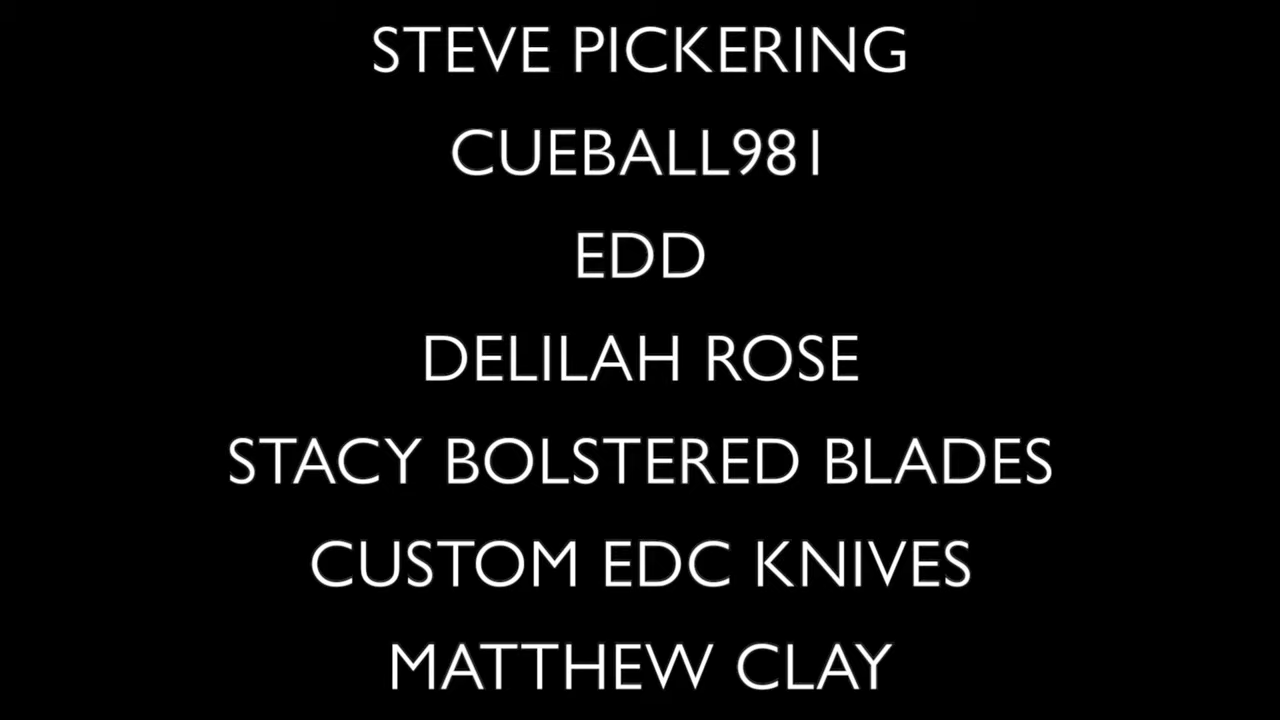 STEVE PICKERING
CUEBALL981
EDD
DELILAH ROSE
STACY BOLSTERED BLADES
CUSTOM EDC KNIVES
MATTHEW CLAY